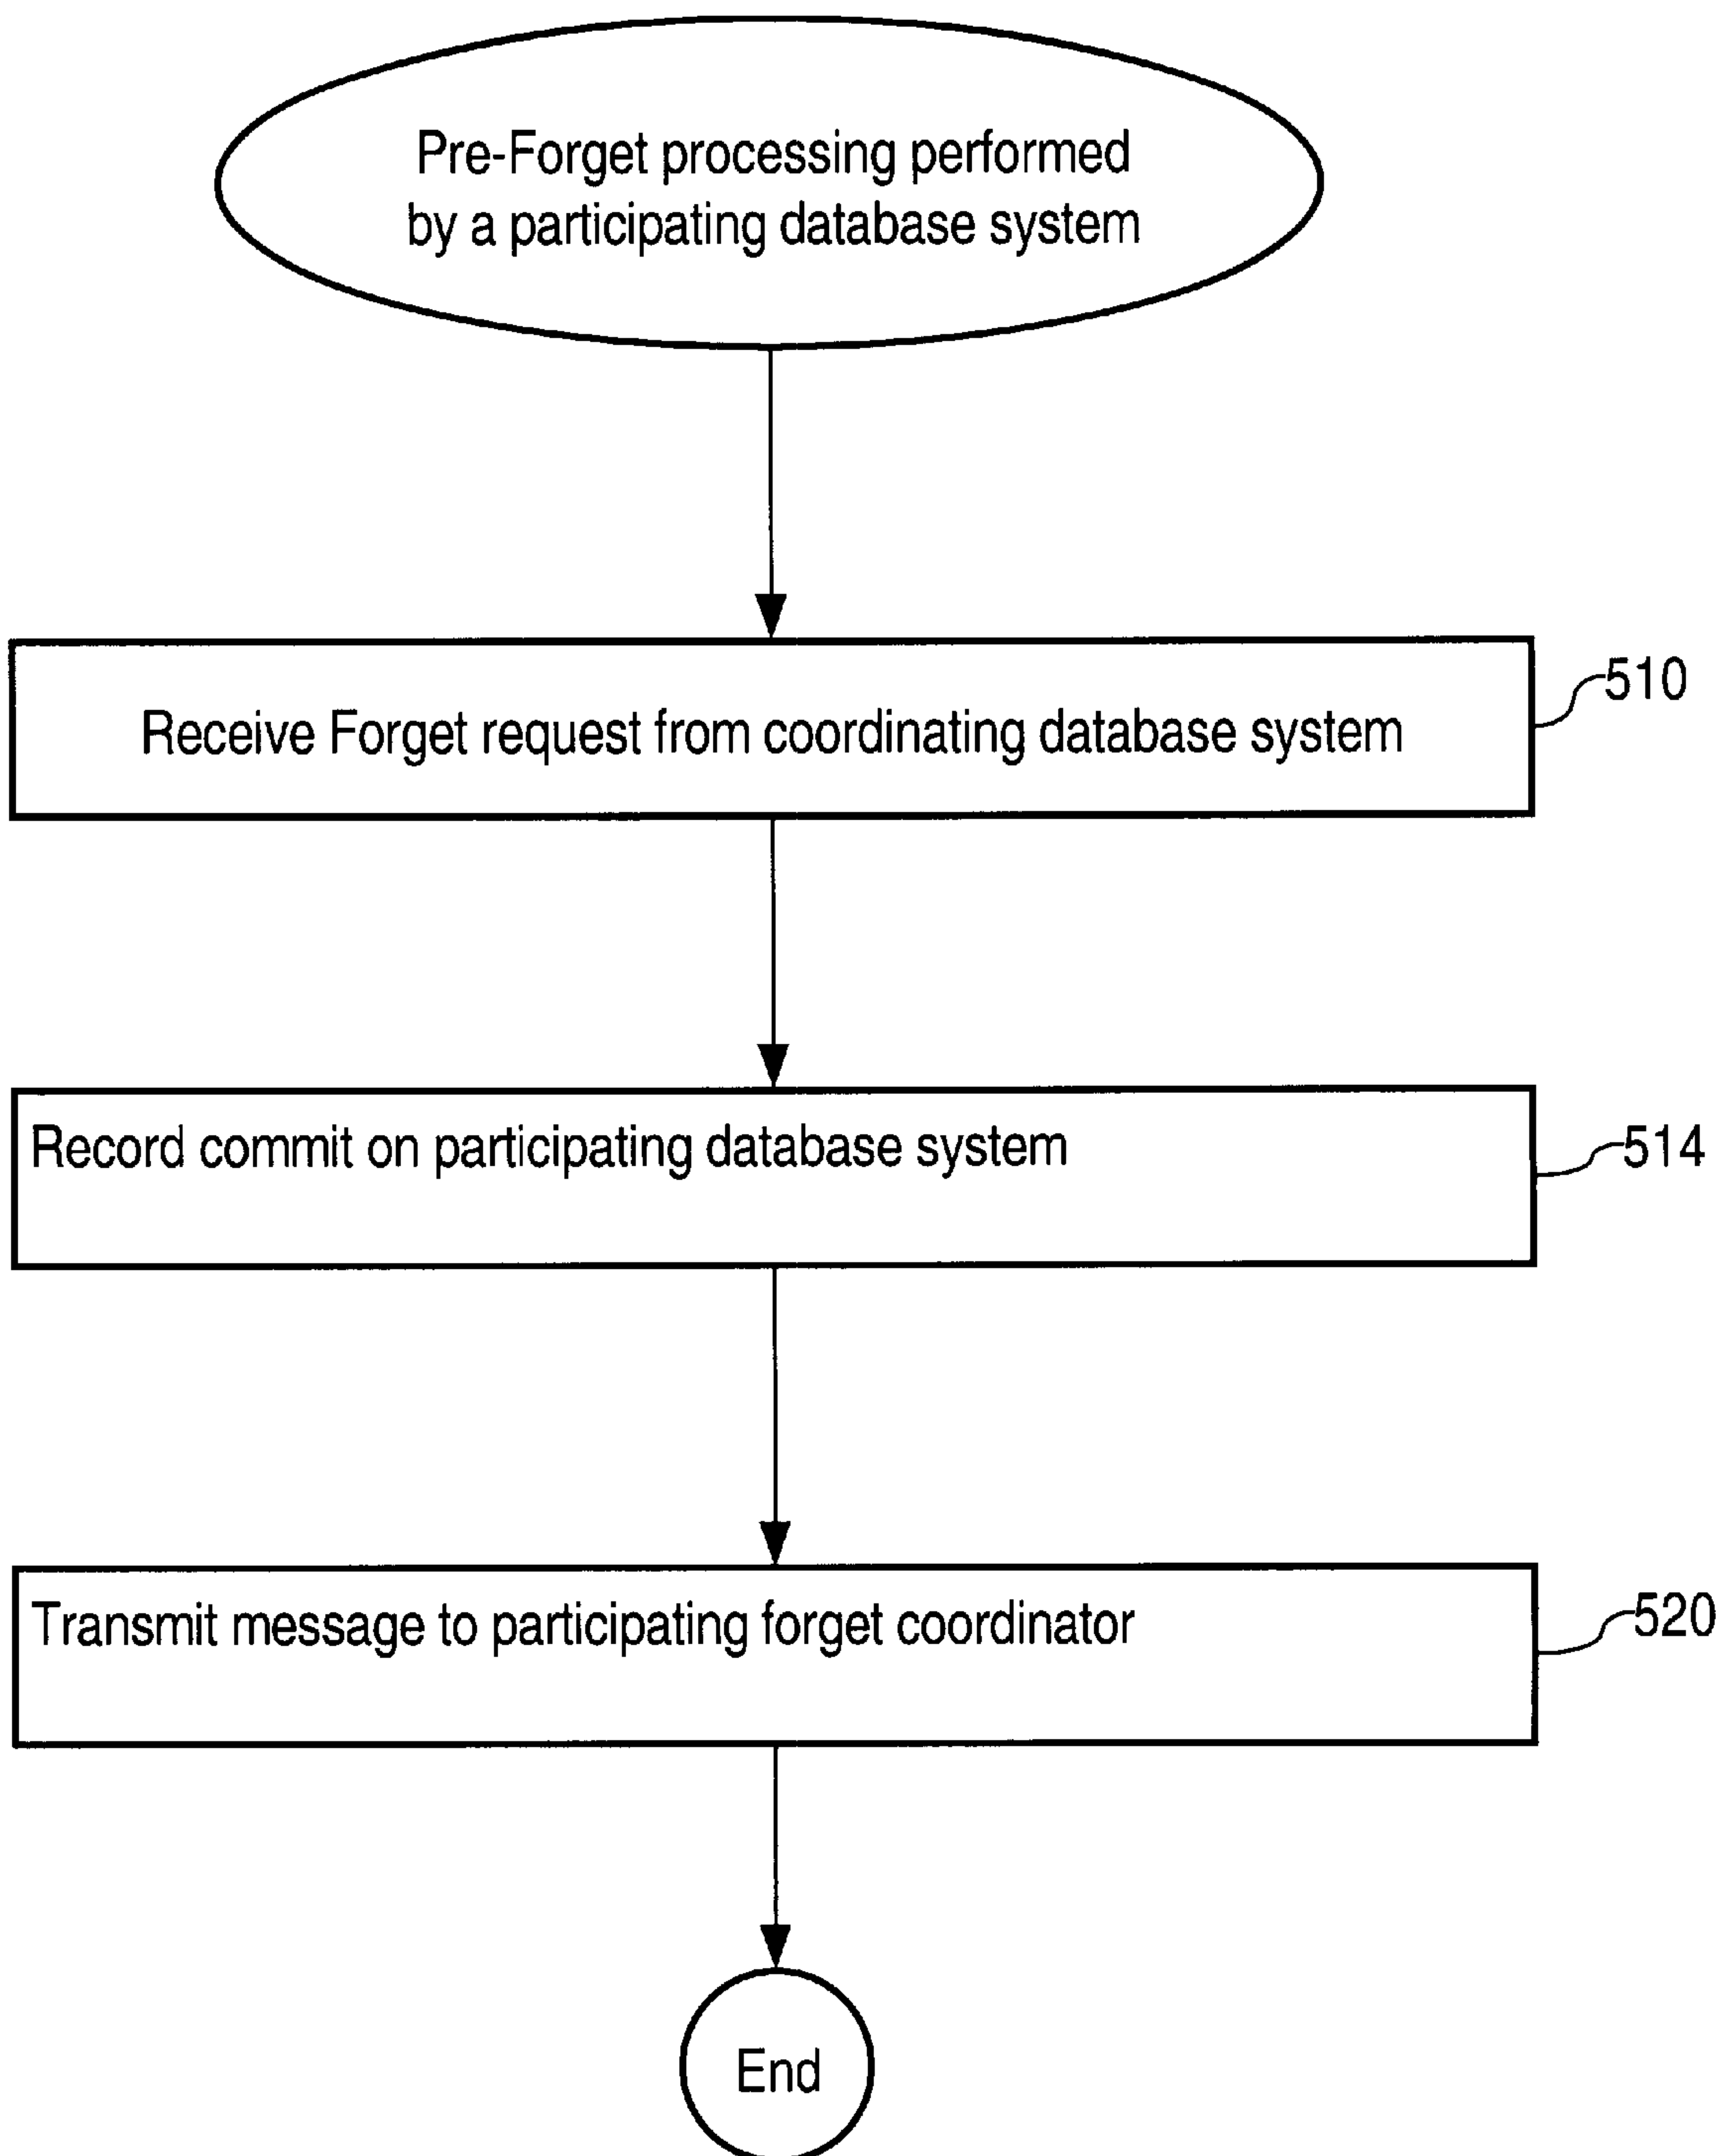 Pre-Forget processing performed
by a participating database system
Receive Forget request from coordinating database system
510
Record commit on participating database system
514
Transmit message to participating forget coordinator
520
End